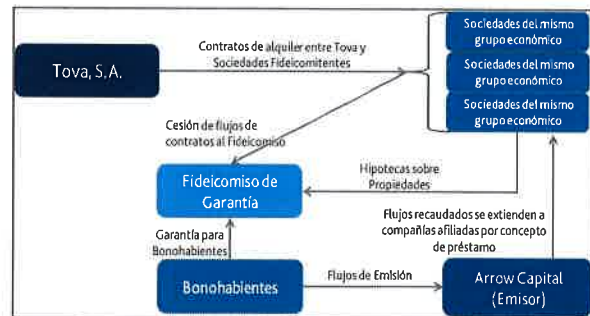 Sociedades del mismo
grupo económico
Contratos de alquiler entre Tova y
Sociedades Fideicomitentes
Sociedades del mismo
grupo económico
Tova, S.A.
Sociedades del mismo
grupo económico
Cesión de flujos de
contratos al Fideicomiso
Hipotecas sobre
Propiedades
Fideicomiso de
Garantía
Flujos recaudados se extienden a
compañías afiliadas por concepto
de préstamo
Garantía para
Bonohabientes
Flujos de Emisión
Bonohabientes
Arrow Capital
(Emisor)